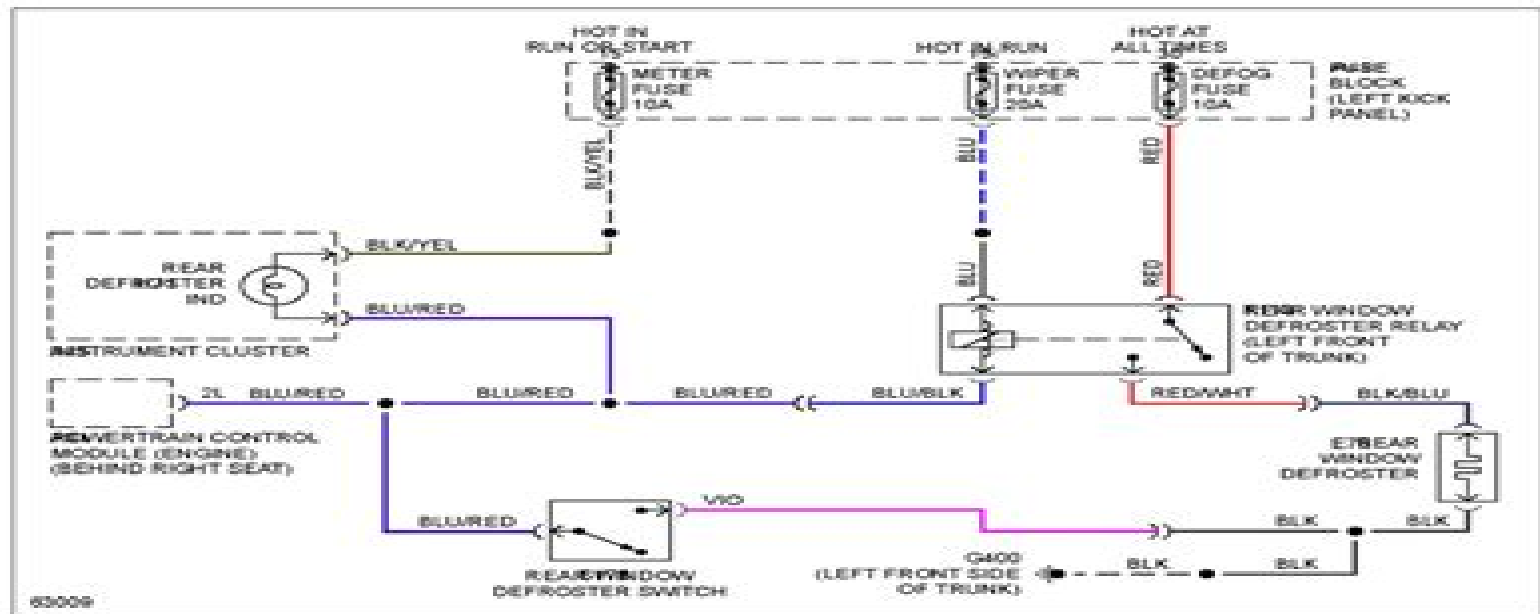 HOT IN
RUN OR START
HOT IN RUN
HOT AT
ALL TIMES
METER
FUSE
10A
WIPER
FUSE
20A
DEFOG
FUSE
10A
BLOCK
(LEFT KICK
PANEL)
BLK/YEL
BLU
RED
BLK/YEL
REAR
DEFROSTER
IND
BLU/RED
INSTRUMENT CLUSTER
BLU
RED
WINDOW
DEFROSTER RELAY
(LEFT FRONT
OF TRUNK)
2L
BLU/RED
BLU/RED
BLU/RED
BLU/BLK
RED/WHT
BLK/BLU
POWERTRAIN CONTROL
MODULE (ENGINE)
(BEHIND RIGHT SEAT)
REAR
WINDOW
DEFROSTER
BLU/RED
VIO
BLK
BLK
REAR WINDOW
DEFROSTER SWITCH
G400
(LEFT FRONT SIDE
OF TRUNK)
BLK
BLK
63009